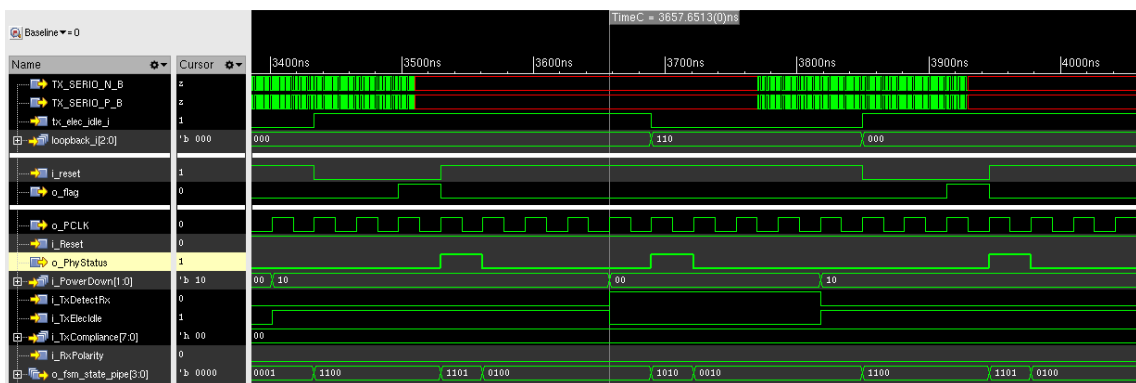 TimeC = 3657.6513(0)ns
Baseline ▼= 0
Name Cursor 3400ns 3500ns 3600ns 3700ns 3800ns 3900ns 4000ns
TX_SERIO_N_B z
TX_SERIO_P_B z
tx_elec_idle_i 1
loopback_i[2:0] 'b 000 000 110 000
i_reset 1
o_flag 0
o_PCLK 0
i_Reset 0
o_PhyStatus 1
i_PowerDown[1:0] 'b 10 00 10 00 10
i_TxDetectRx 0
i_TxElecIdle 1
i_TxCompliance[7:0] 'h 00 00
i_RxPolarity 0
o_fsm_state_pipe[3:0] 'b 0000 0001 1100 1101 0100 1010 0010 1100 1101 0100